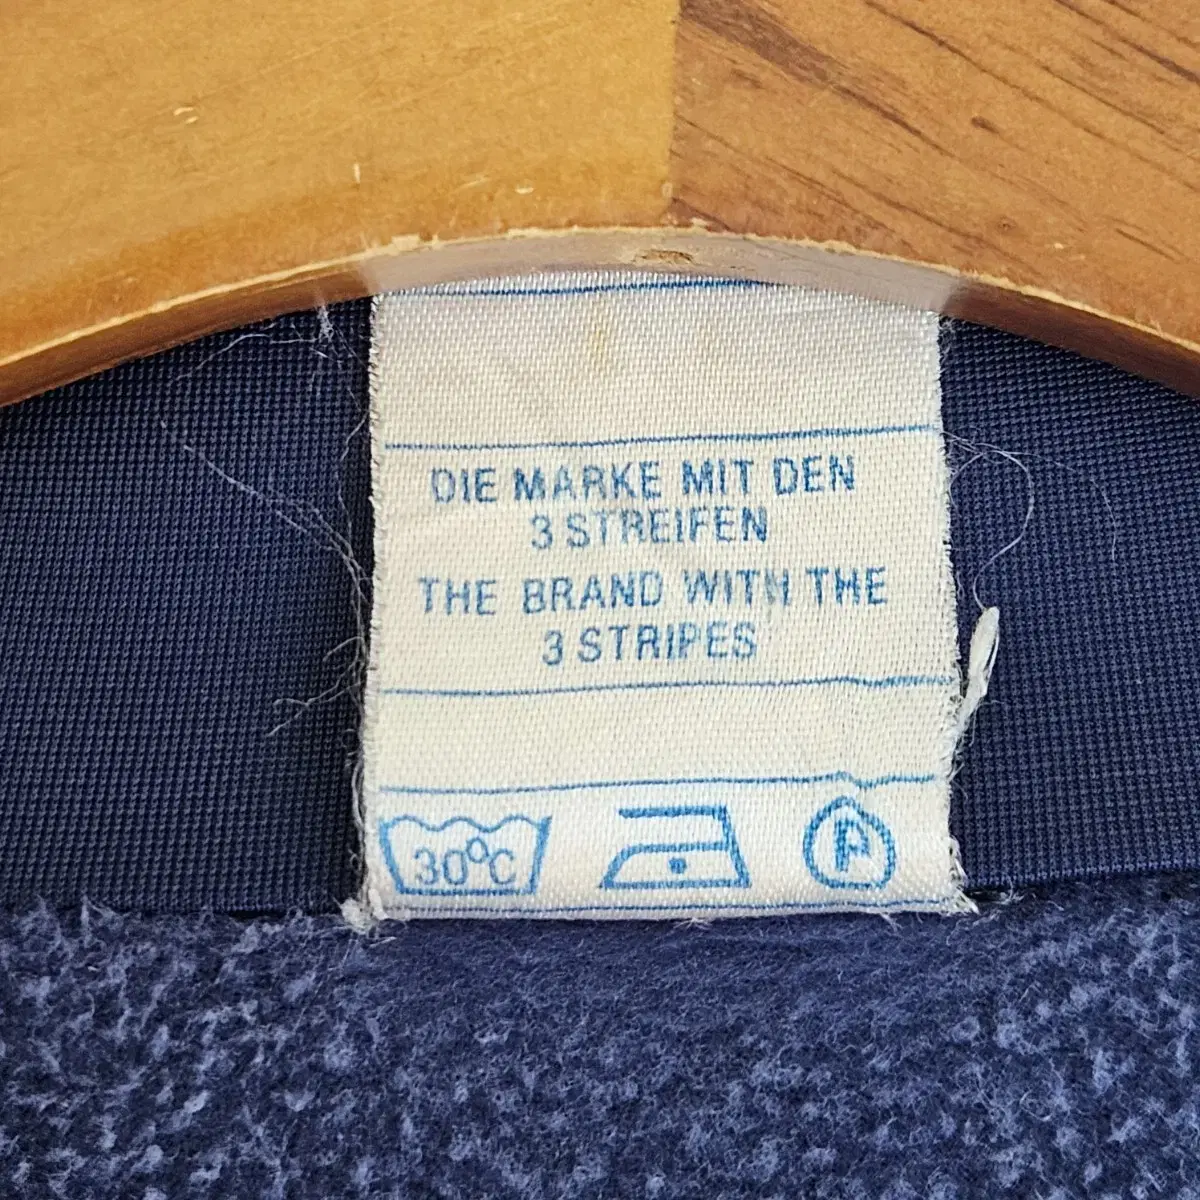 DIE MARKE MIT DEN
3 STREIFEN
THE BRAND WITH THE
3 STRIPES
30°C P